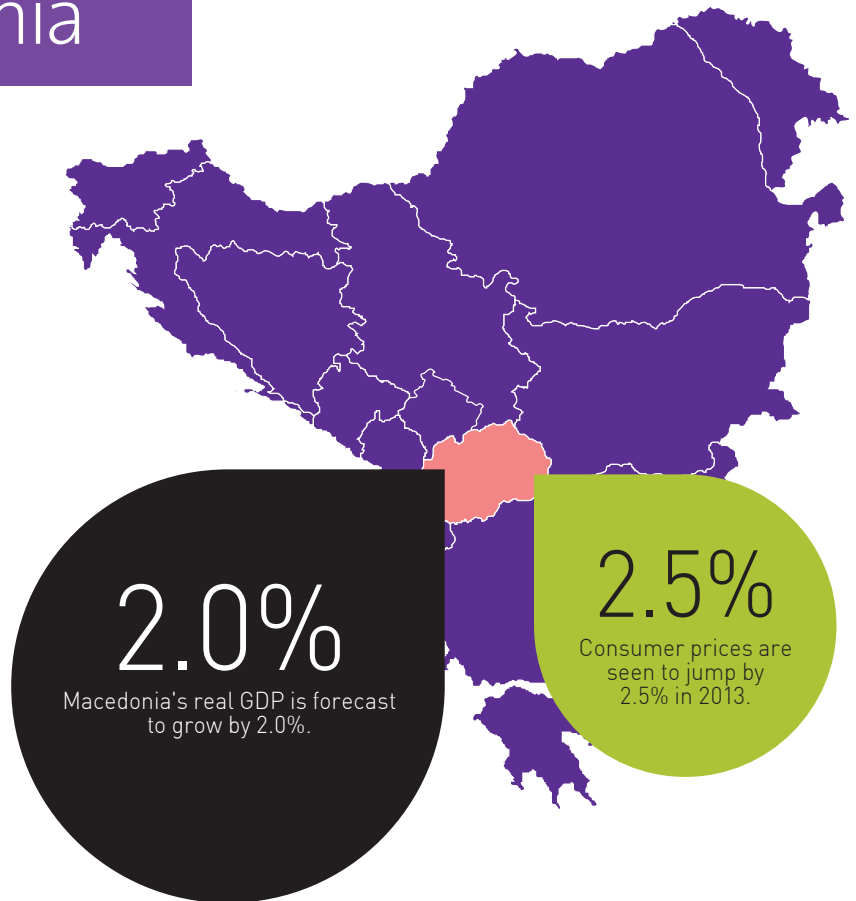 nia
2.0%
Macedonia's real GDP is forecast
to grow by 2.0%.
2.5%
Consumer prices are
seen to jump by
2.5% in 2013.